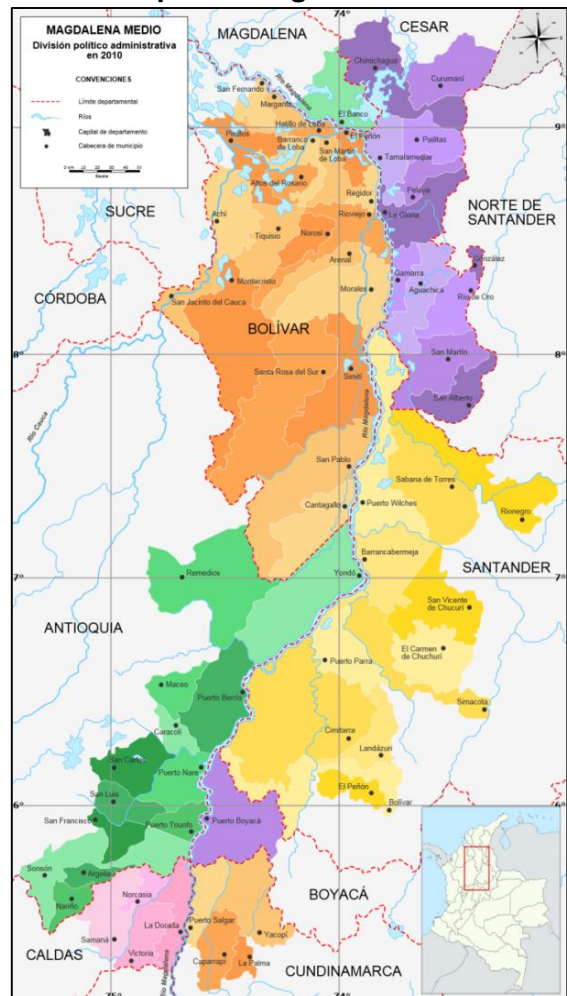 MAGDALENA MEDIO
División político administrativa
en 2010
CONVENCIONES
Límite departamental
Ríos
Capital de departamento
Cabecera de municipio
74°
MAGDALENA
CESAR
Chimichagua
Curumaní
San Fernando
Margarita
Río Magdalena
El Banco
Hatillo de Loba
El Peñón
9°
Pinillos
Barranco
de Loba
San Martín
de Loba
Pailitas
Tamalameque
Altos del Rosario
Regidor
Pelaya
SUCRE
Achí
Rioviejo
La Gloria
NORTE DE
SANTANDER
Tiquisio
Norosí
Arenal
González
CÓRDOBA
Montecristo
Gamarra
Aguachica
Río de Oro
San Jacinto del Cauca
Morales
BOLÍVAR
8°
San Martín
Santa Rosa del Sur
Simití
San Alberto
Río Cauca
Río Magdalena
San Pablo
Sabana de Torres
Cantagallo
Puerto Wilches
Rionegro
Barrancabermeja
7°
Remedios
Yondó
SANTANDER
San Vicente
de Chucurí
ANTIOQUIA
El Carmen
de Chuchurí
Puerto Parra
Maceo
Puerto Berrío
Simacota
Caracolí
Cimitarra
San Carlos
Puerto Nare
Landázuri
San Luis
El Peñón
6°
Bolívar
San Francisco
Puerto Triunfo
Puerto Boyacá
Sonsón
Argelia
Nariño
Norcasia
BOYACÁ
La Dorada
Puerto Salgar
Samaná
Yacopí
CALDAS
Victoria
Caparrapí
La Palma
CUNDINAMARCA
Río Magdalena
75°
74°